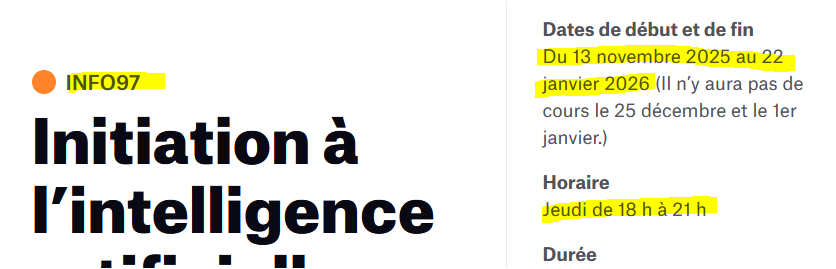 INFO97
Initiation à
l'intelligence
Dates de début et de fin
Du 13 novembre 2025 au 22
janvier 2026 (Il n'y aura pas de
cours le 25 décembre et le 1er
janvier.)
Horaire
Jeudi de 18 h à 21 h
Durée